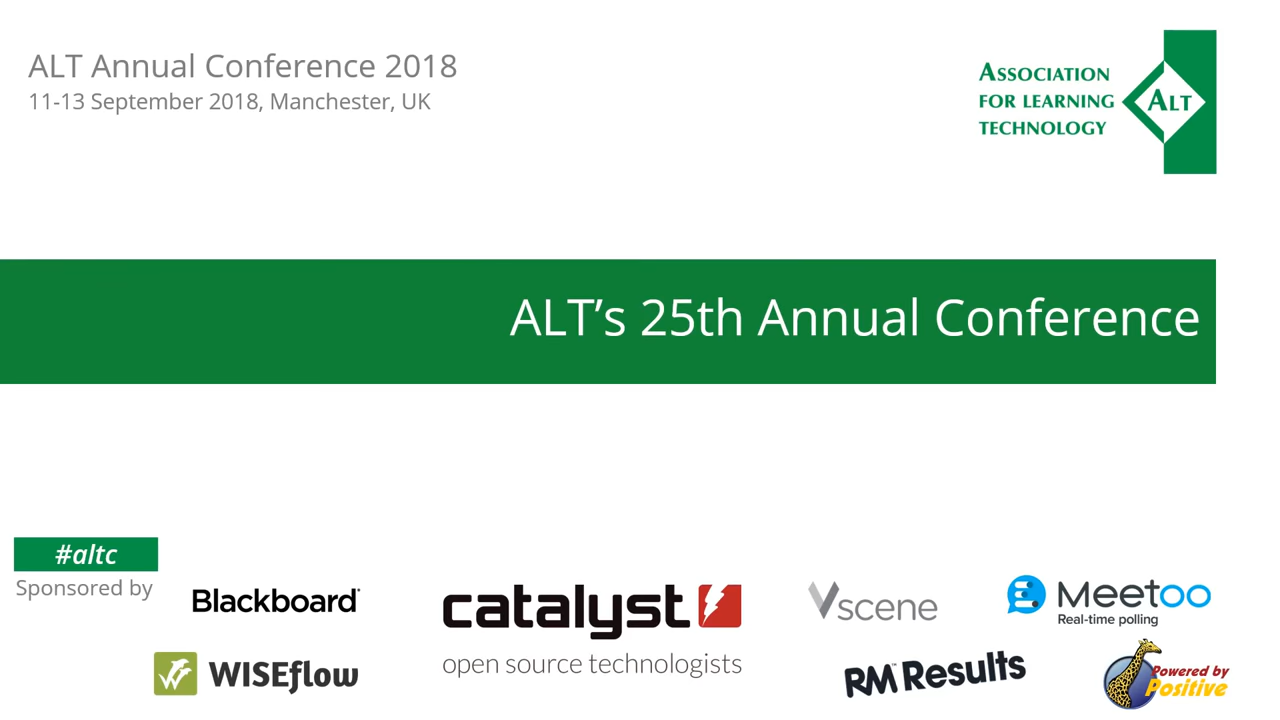 ALT Annual Conference 2018
11-13 September 2018, Manchester, UK
ASSOCIATION
FOR LEARNING
TECHNOLOGY
ALT
ALT’s 25th Annual Conference
#altc
Sponsored by
Blackboard
catalyst
open source technologists
Vscene
Meetoo
Real-time polling
WISEflow
RM™ Results
Powered by
Positive